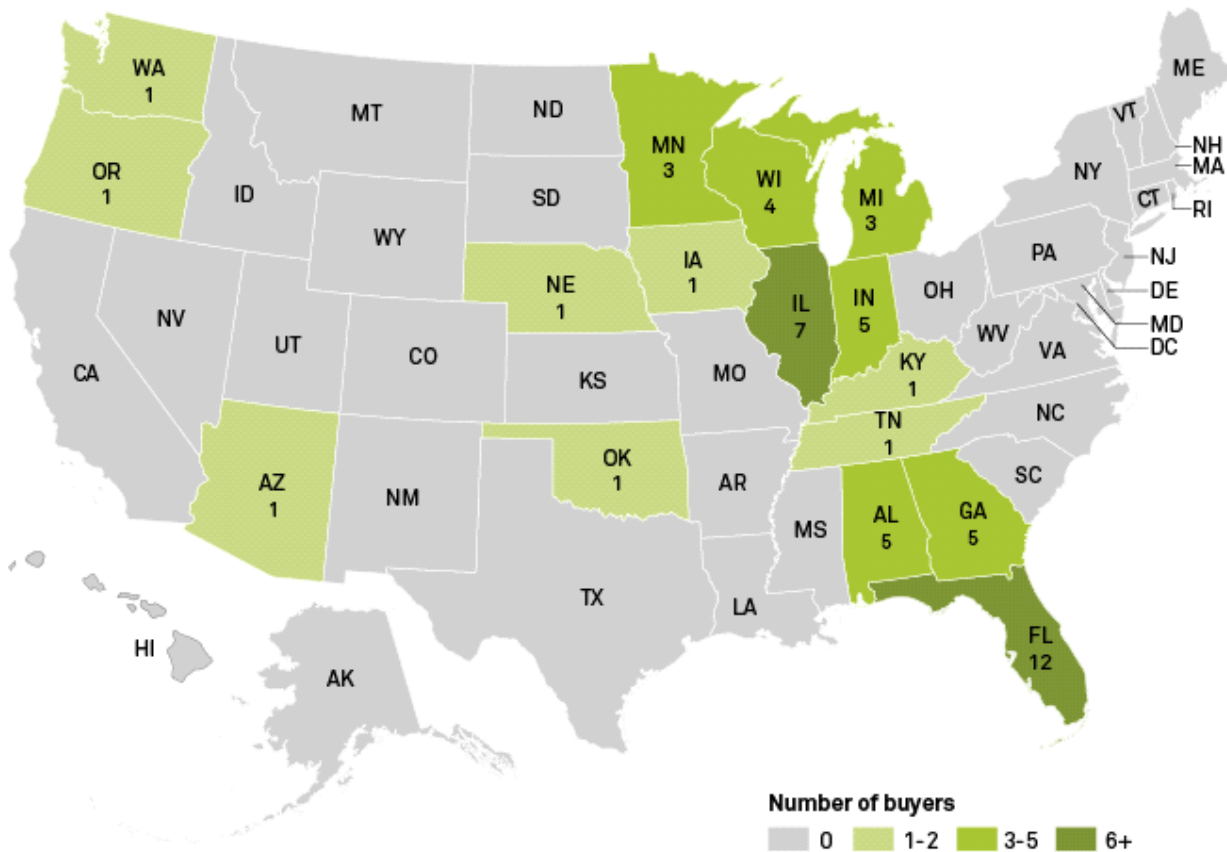 WA
1
OR
1
CA
NV
ID
MT
WY
UT
AZ
1
CO
NM
ND
SD
NE
1
KS
OK
1
TX
MN
3
IA
1
MO
AR
LA
WI
4
IL
7
MI
3
IN
5
OH
KY
1
TN
1
MS
AL
5
GA
5
FL
12
SC
NC
VA
WV
PA
NY
VT
ME
NH
MA
CT
RI
NJ
DE
MD
DC
HI
AK
Number of buyers
0 1-2 3-5 6+